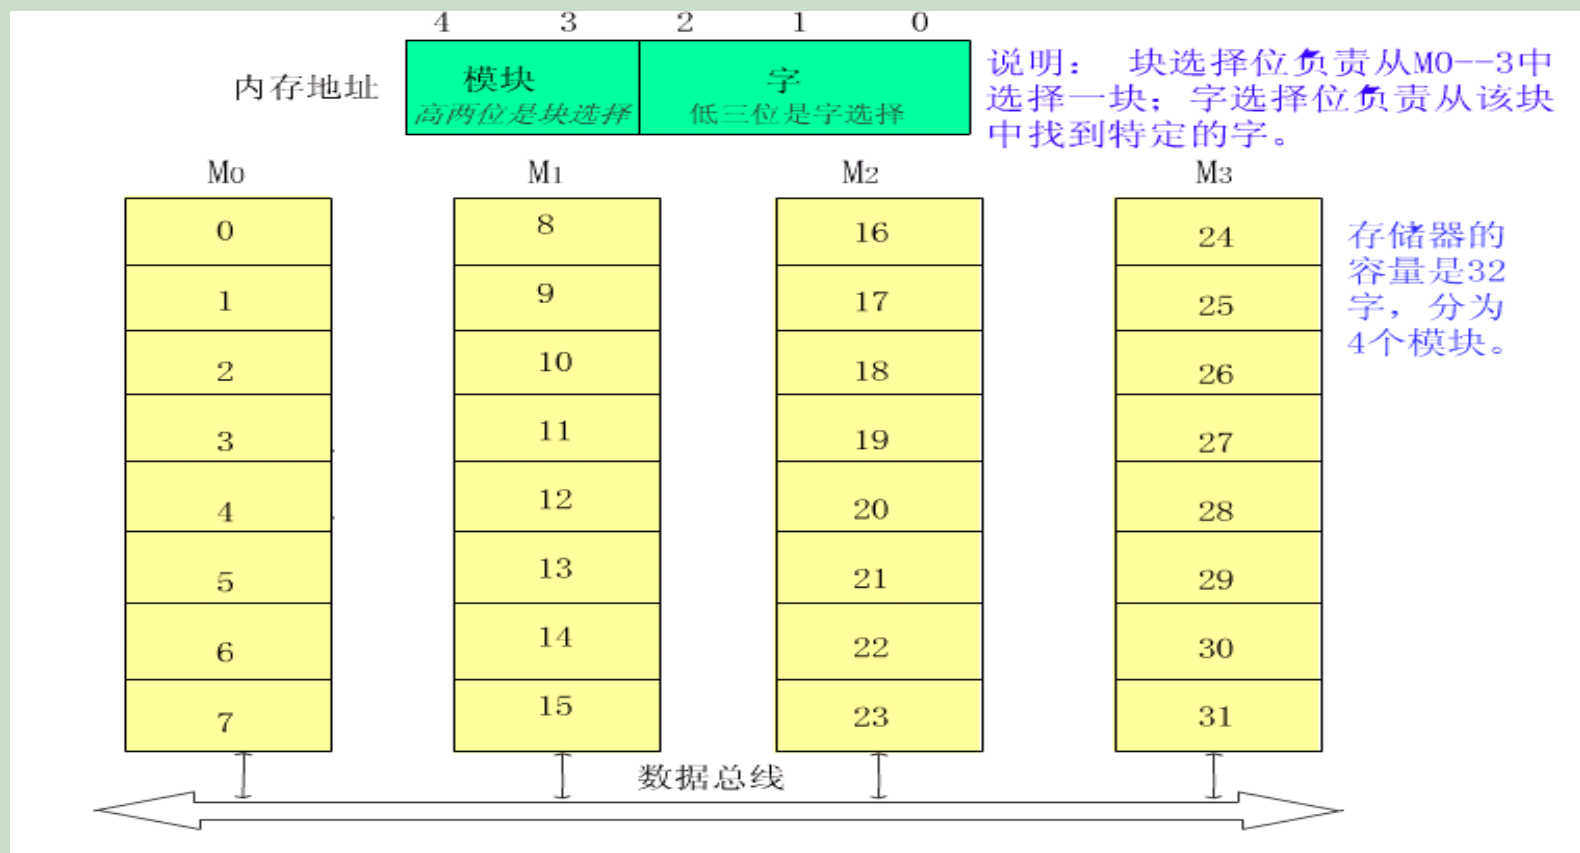 4 3 2 1 0
内存地址
模块
高两位是块选择
字
低三位是字选择
说明： 块选择位负责从M0--3中
选择一块；字选择位负责从该块
中找到特定的字。
M0 M1 M2 M3
0 8 16 24
1 9 17 25
2 10 18 26
3 11 19 27
4 12 20 28
5 13 21 29
6 14 22 30
7 15 23 31
存储器的
容量是32
字，分为
4个模块。
数据总线